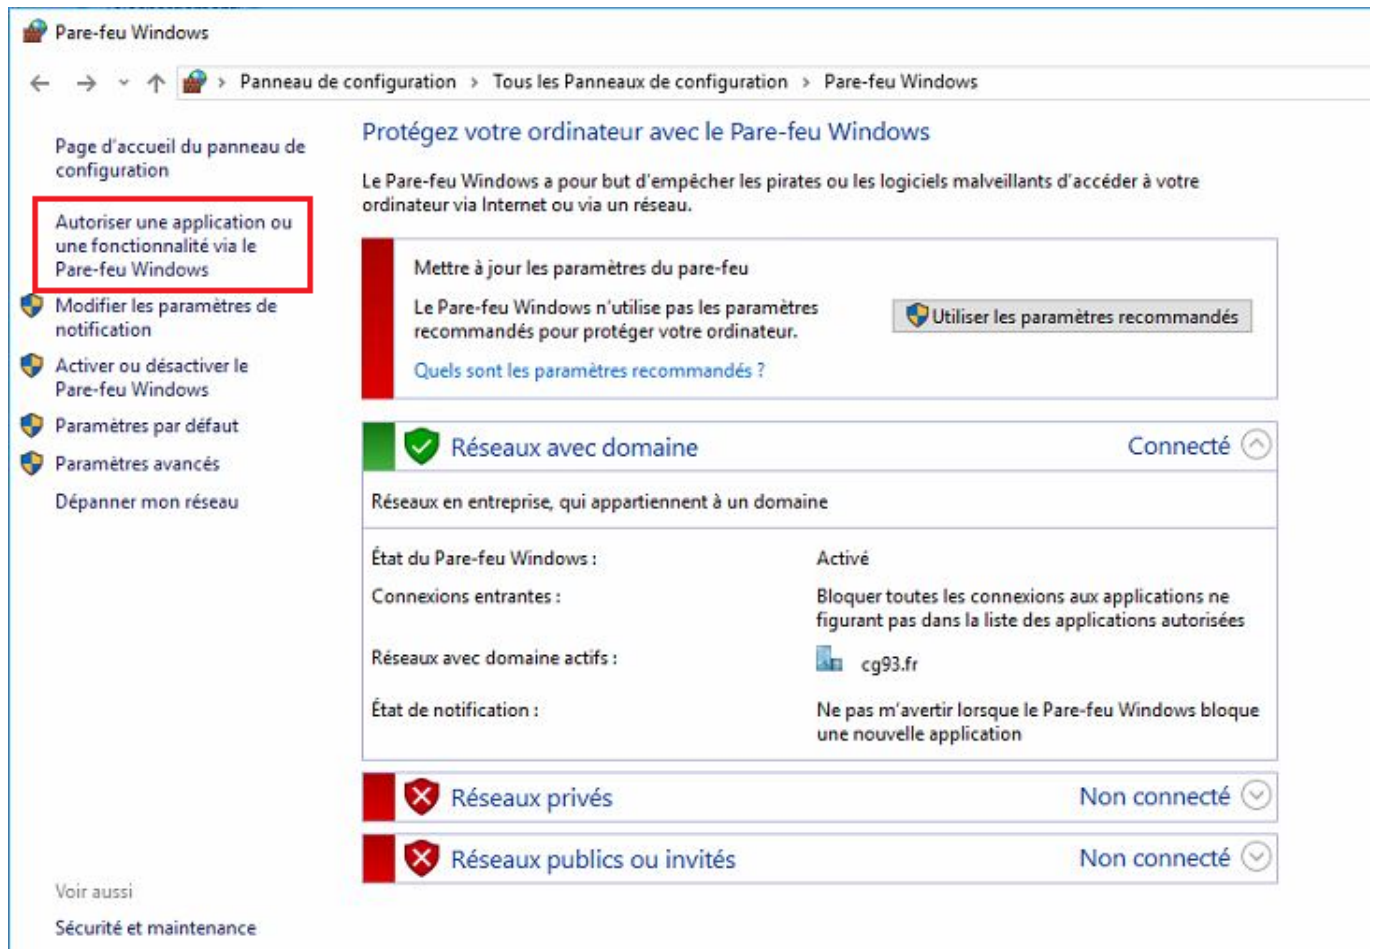 Pare-feu Windows
Panneau de configuration > Tous les Panneaux de configuration > Pare-feu Windows
Page d'accueil du panneau de
configuration
Autoriser une application ou
une fonctionnalité via le
Pare-feu Windows
Modifier les paramètres de
notification
Activer ou désactiver le
Pare-feu Windows
Paramètres par défaut
Paramètres avancés
Dépanner mon réseau
Voir aussi
Sécurité et maintenance
Protégez votre ordinateur avec le Pare-feu Windows
Le Pare-feu Windows a pour but d'empêcher les pirates ou les logiciels malveillants d'accéder à votre
ordinateur via Internet ou via un réseau.
Mettre à jour les paramètres du pare-feu
Le Pare-feu Windows n'utilise pas les paramètres
recommandés pour protéger votre ordinateur.
Utiliser les paramètres recommandés
Quels sont les paramètres recommandés ?
Réseaux avec domaine Connecté
Réseaux en entreprise, qui appartiennent à un domaine
État du Pare-feu Windows : Activé
Connexions entrantes : Bloquer toutes les connexions aux applications ne
figurant pas dans la liste des applications autorisées
Réseaux avec domaine actifs : cg93.fr
État de notification : Ne pas m'avertir lorsque le Pare-feu Windows bloque
une nouvelle application
Réseaux privés Non connecté
Réseaux publics ou invités Non connecté